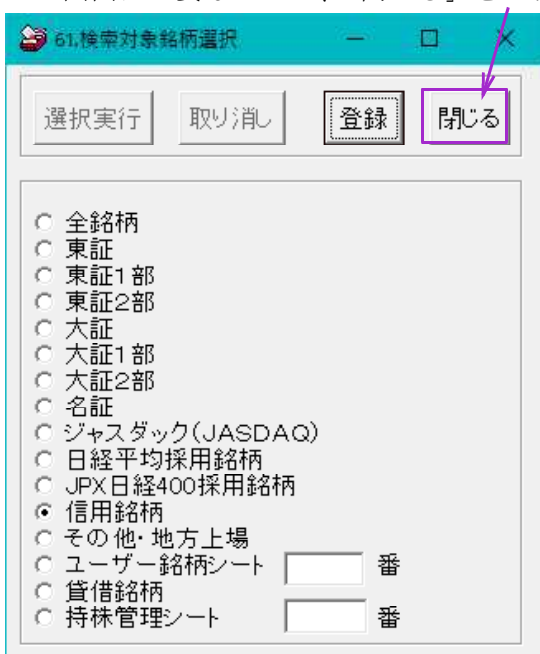 61.検索対象銘柄選択
選択実行 取り消し 登録 閉じる
全銘柄
東証
東証1部
東証2部
大証
大証1部
大証2部
名証
ジャスダック(JASDAQ)
日経平均採用銘柄
JPX日経400採用銘柄
信用銘柄
その他・地方上場
ユーザー銘柄シート 番
貸借銘柄
持株管理シート 番